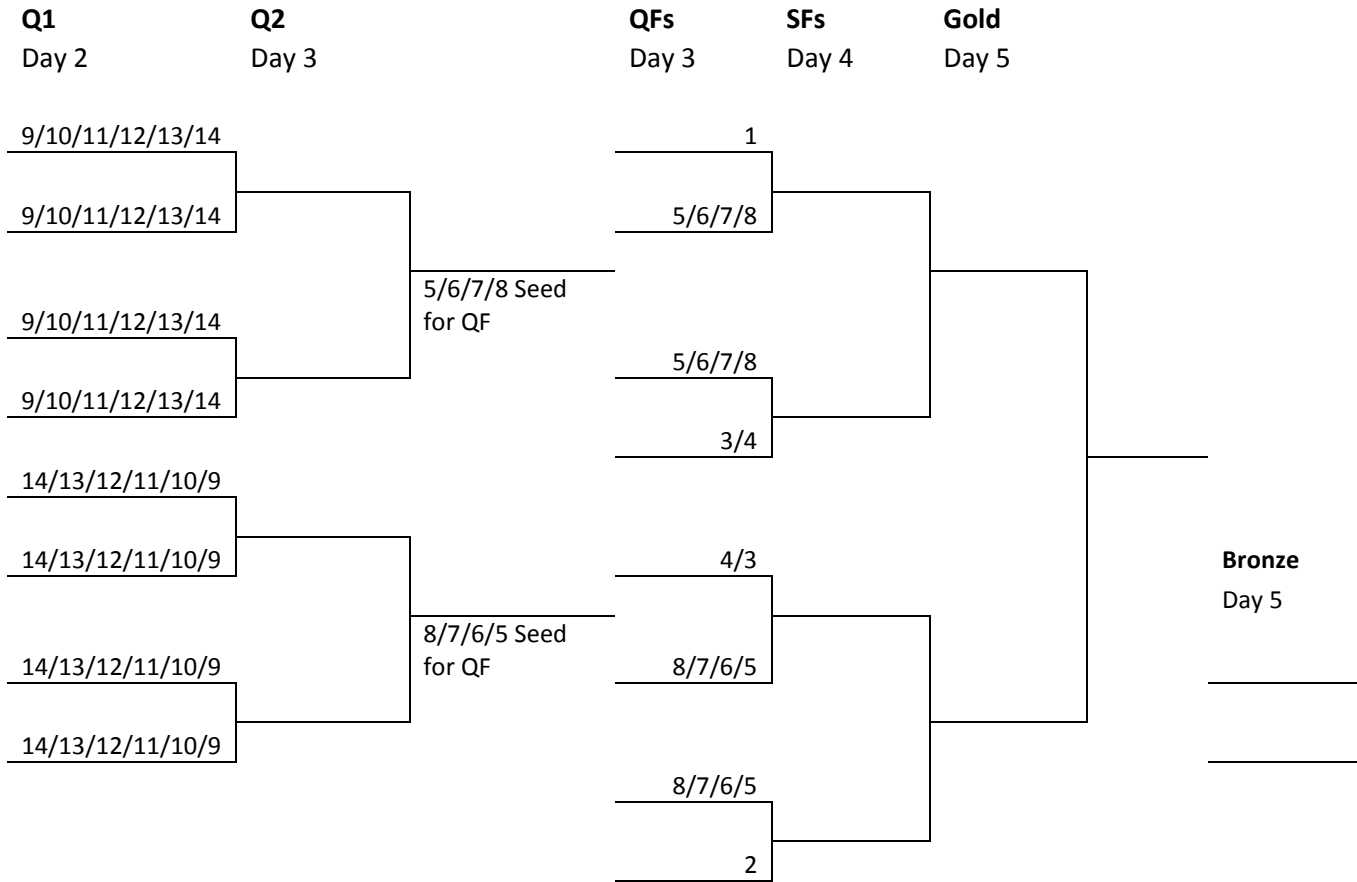 Q1
Day 2
Q2
Day 3
QFs
Day 3
SFs
Day 4
Gold
Day 5
9/10/11/12/13/14
9/10/11/12/13/14
9/10/11/12/13/14
9/10/11/12/13/14
14/13/12/11/10/9
14/13/12/11/10/9
14/13/12/11/10/9
14/13/12/11/10/9
5/6/7/8 Seed
for QF
8/7/6/5 Seed
for QF
1
5/6/7/8
5/6/7/8
3/4
4/3
8/7/6/5
8/7/6/5
2
Bronze
Day 5